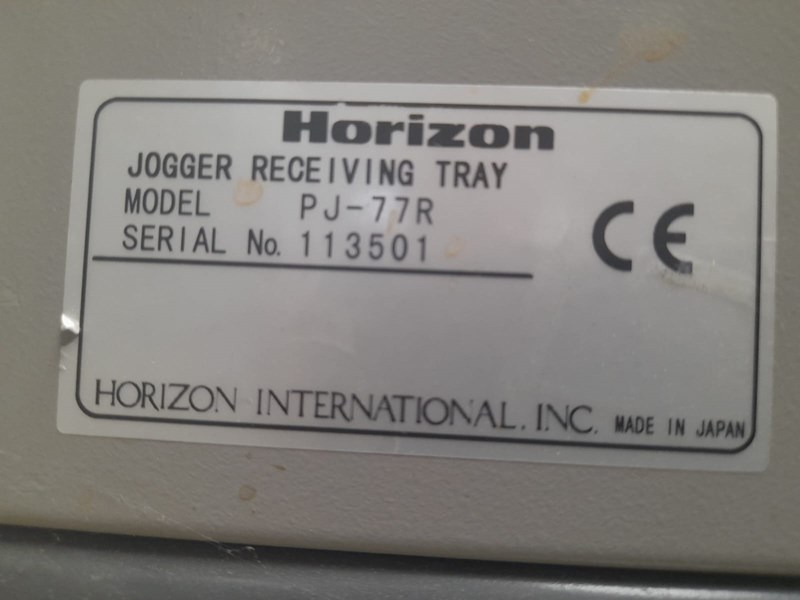 Horizon
JOGGER RECEIVING TRAY
MODEL PJ-77R
SERIAL No. 113501
CE
HORIZON INTERNATIONAL, INC. MADE IN JAPAN